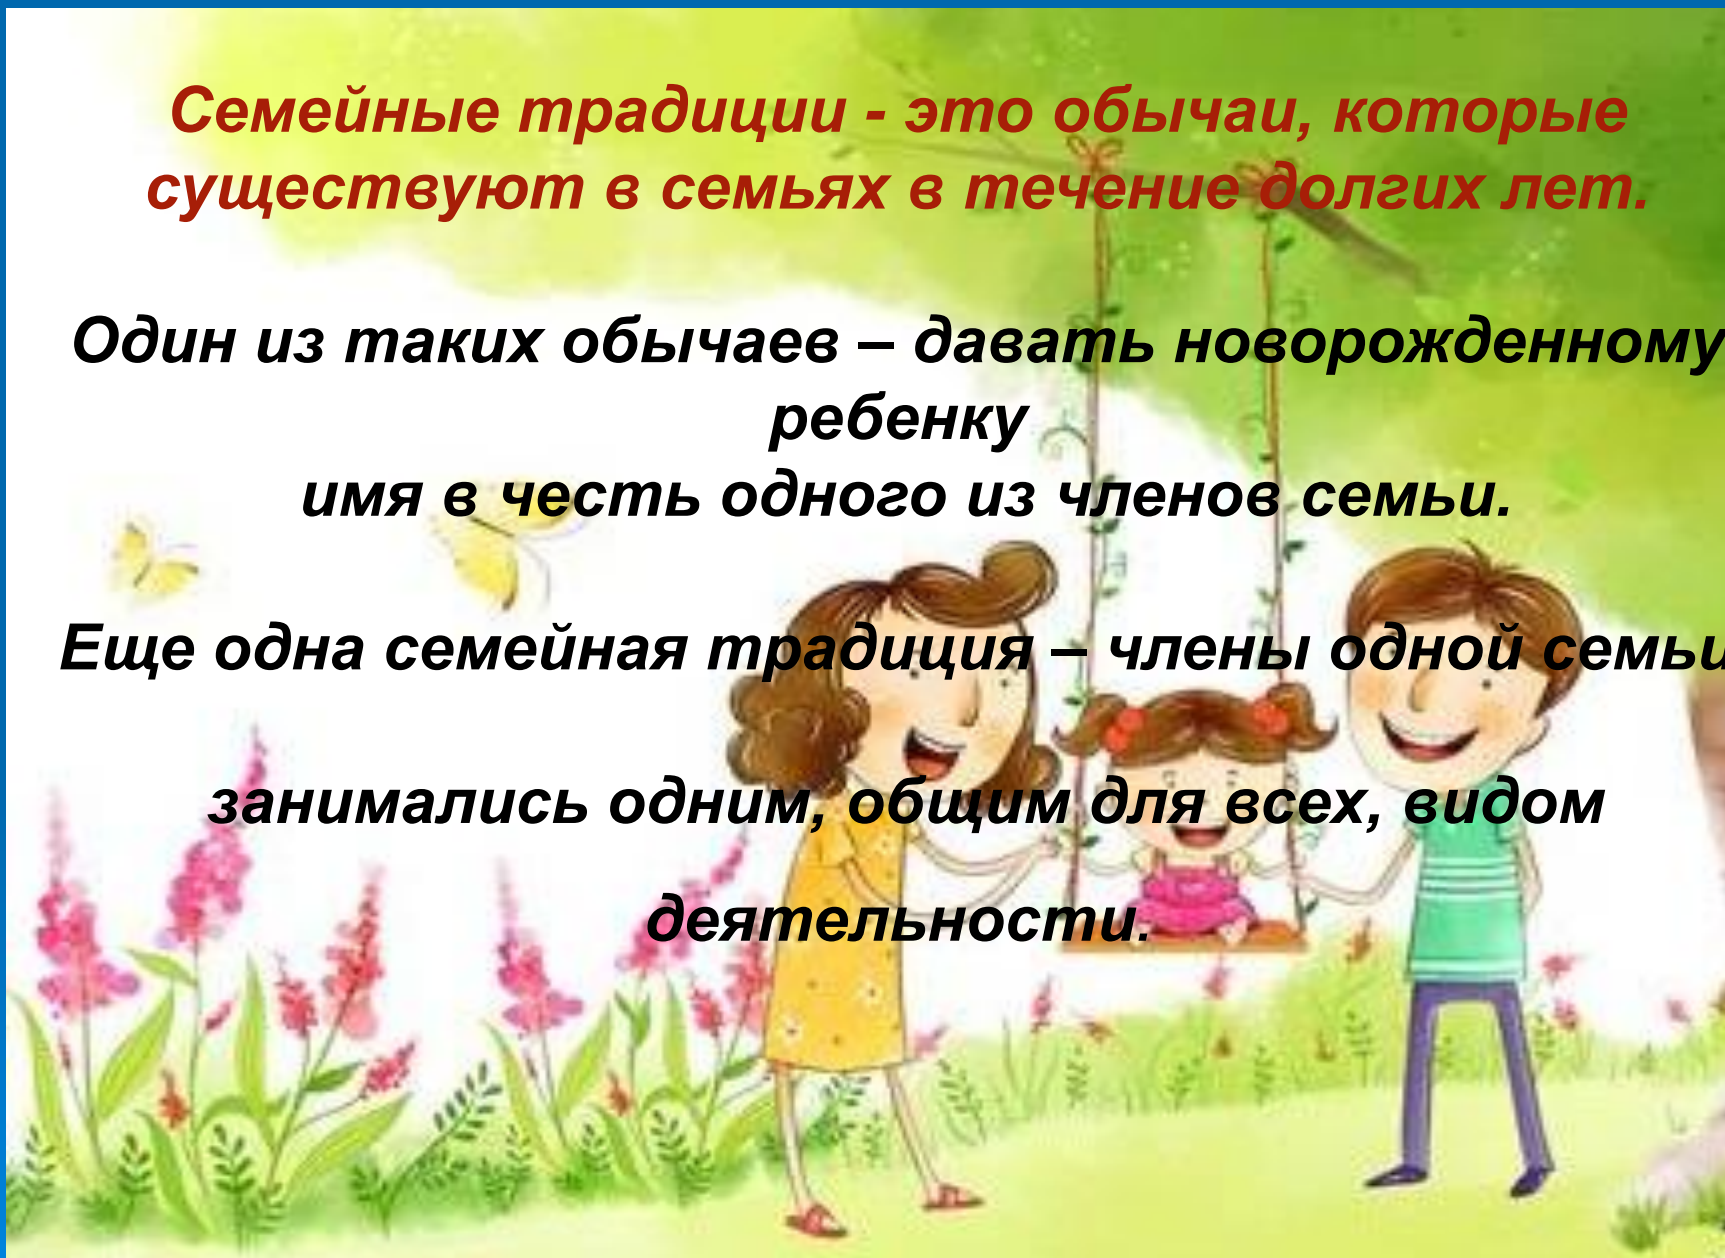 Семейные традиции - это обычаи, которые
существуют в семьях в течение долгих лет.
Один из таких обычаев – давать новорожденному
ребенку
имя в честь одного из членов семьи.
Еще одна семейная традиция – члены одной семьи
занимались одним, общим для всех, видом
деятельности.